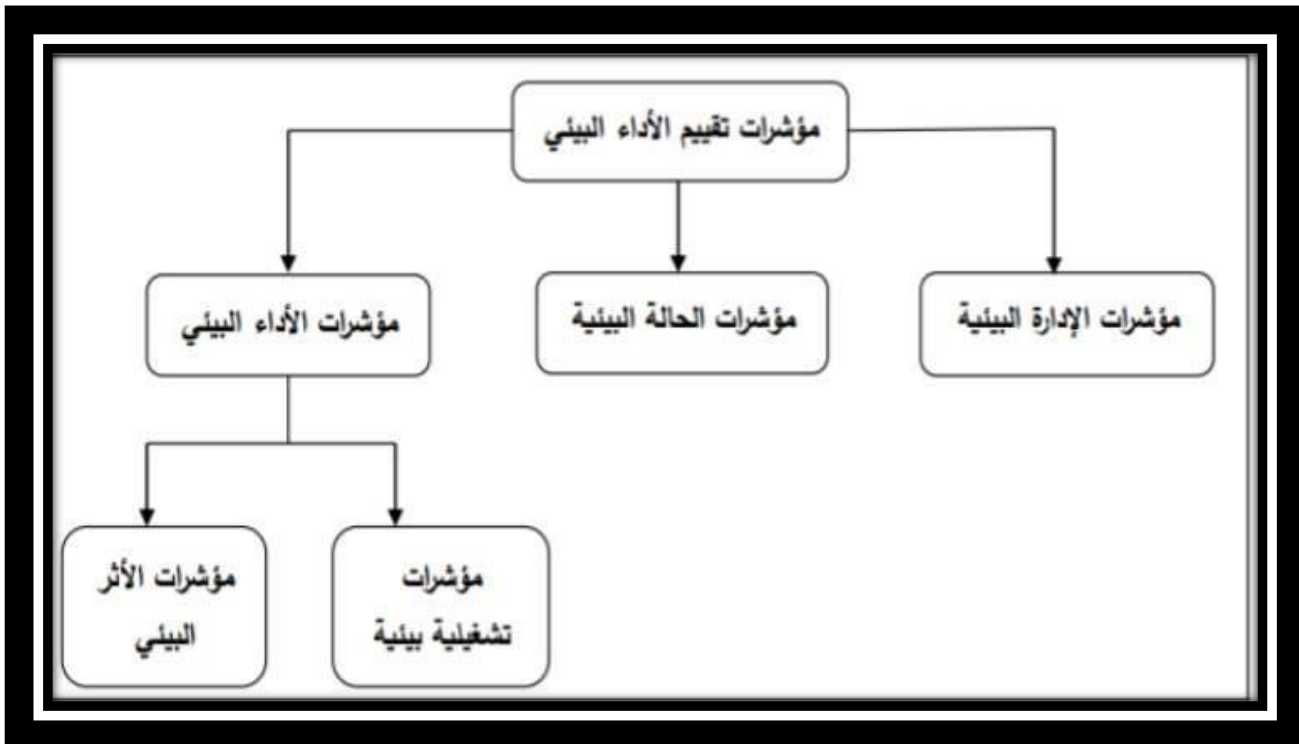 مؤشرات تقييم الأداء البيئي
مؤشرات الإدارة البيئية
مؤشرات الحالة البيئية
مؤشرات الأداء البيئي
مؤشرات
تشغيلية بيئية
مؤشرات الأثر
البيئي